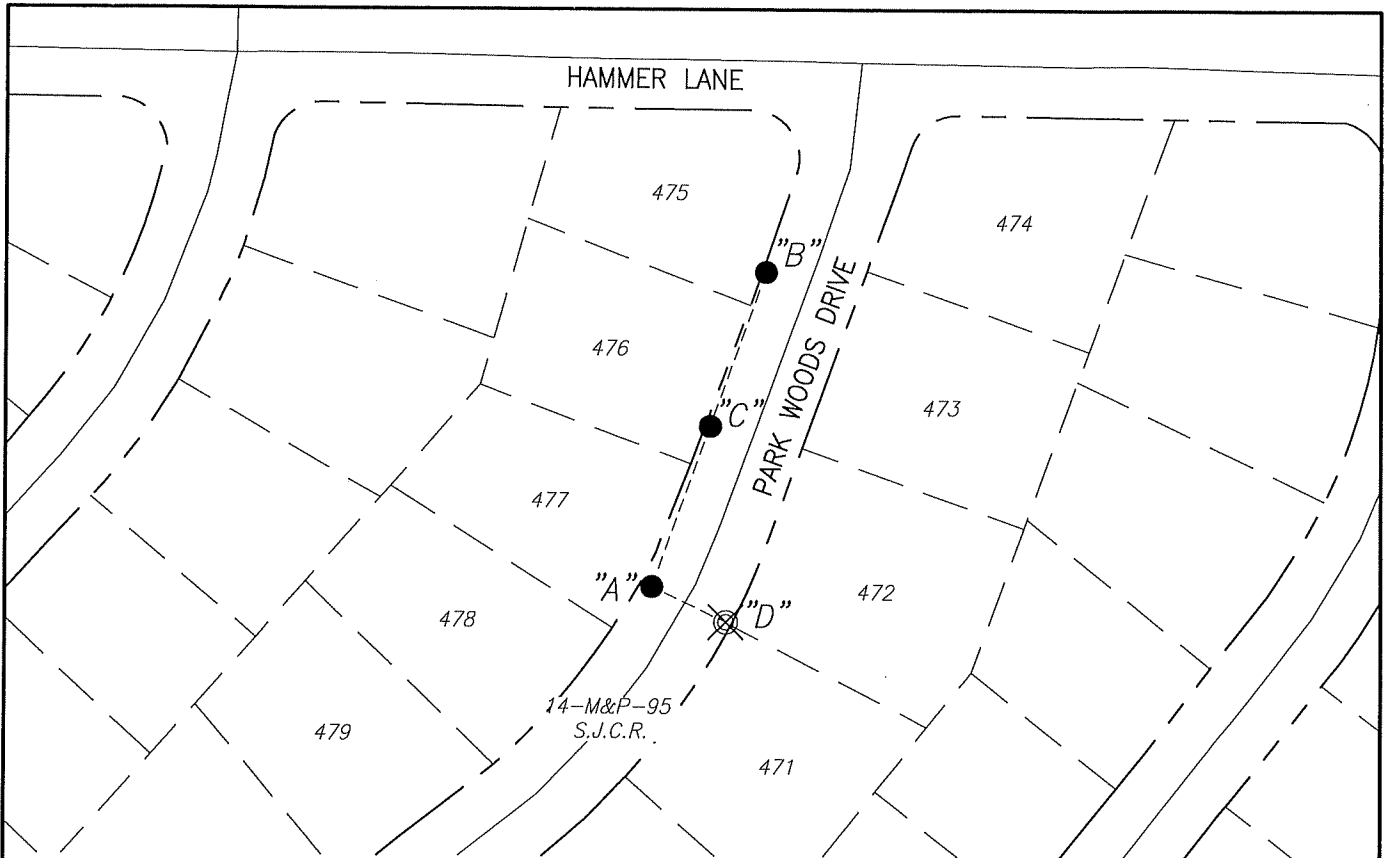 HAMMER LANE
475
474
"B"
PARK WOODS DRIVE
476
473
"C"
477
"A"
"D"
472
478
14-M&P-95
S.J.C.R.
479
471